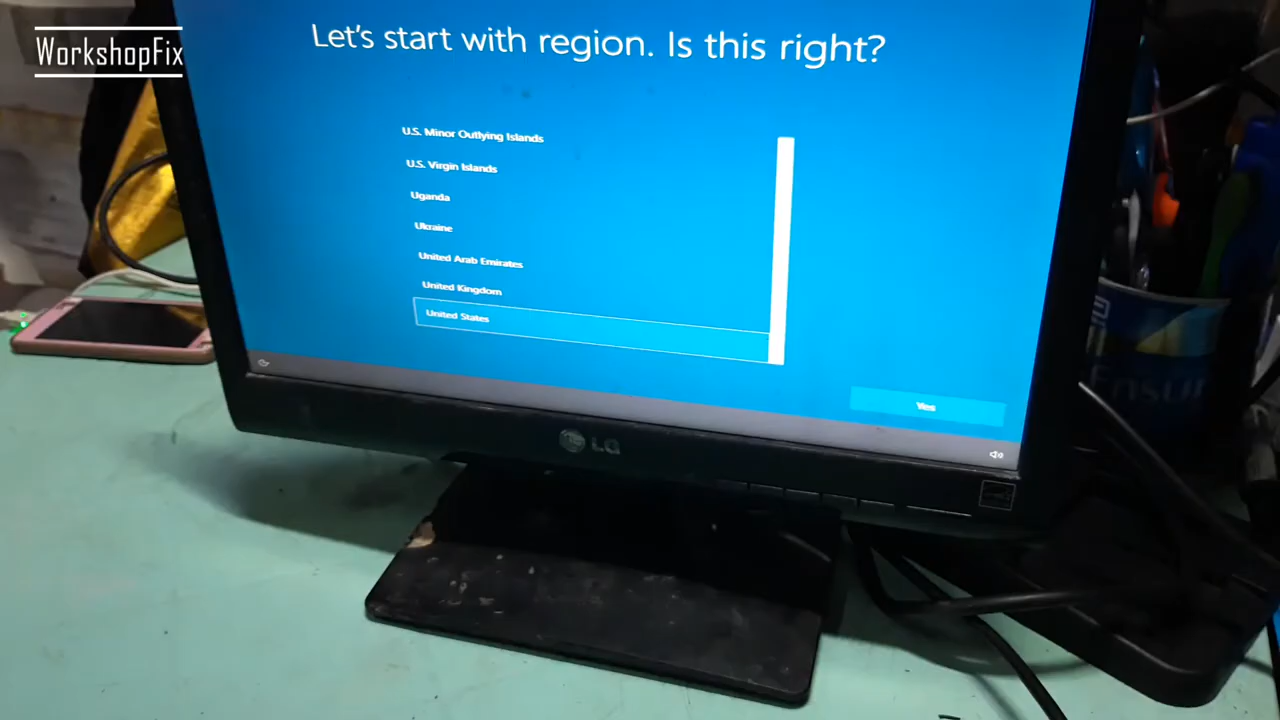 WorkshopFix
Let's start with region. Is this right?
U.S. Minor Outlying Islands
U.S. Virgin Islands
Uganda
Ukraine
United Arab Emirates
United Kingdom
United States
Yes
LG
Ensur